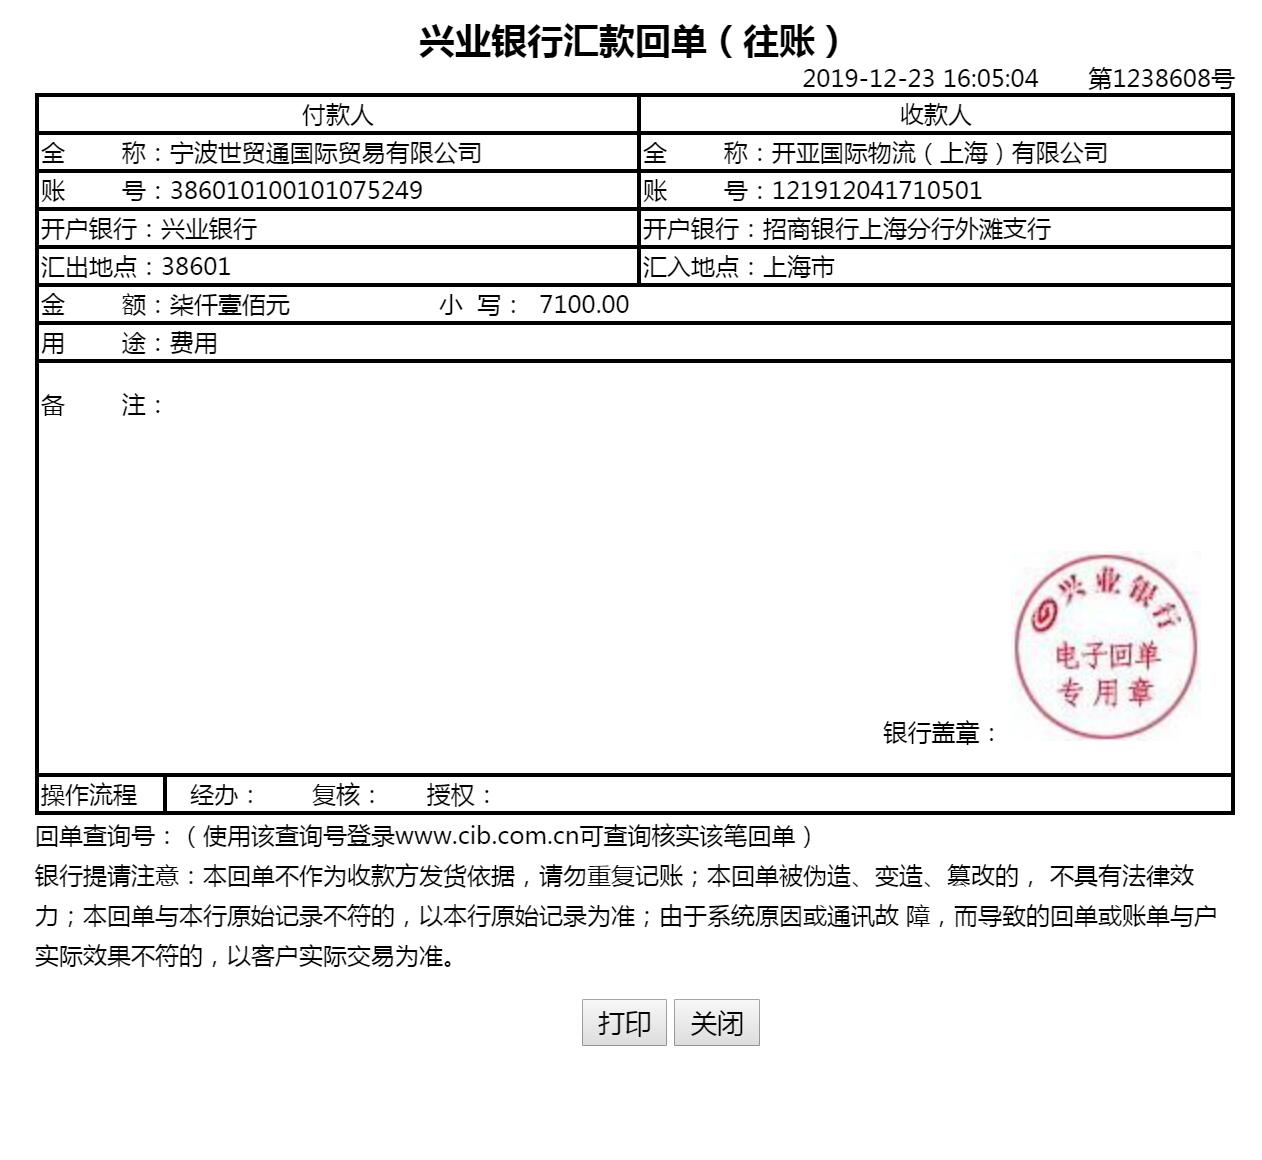 兴业银行汇款回单（往账）
2019-12-23 16:05:04 第1238608号
付款人 收款人
全 称：宁波世贸通国际贸易有限公司 全 称：开亚国际物流（上海）有限公司
账 号：386010100101075249 账 号：121912041710501
开户银行：兴业银行 开户银行：招商银行上海分行外滩支行
汇出地点：38601 汇入地点：上海市
金 额：柒仟壹佰元 小 写： 7100.00
用 途：费用
备 注：
兴业银行
电子回单
专用章
银行盖章：
操作流程 经办： 复核： 授权：
回单查询号：（使用该查询号登录www.cib.com.cn可查询核实该笔回单）
银行提请注意：本回单不作为收款方发货依据，请勿重复记账；本回单被伪造、变造、篡改的， 不具有法律效
力；本回单与本行原始记录不符的，以本行原始记录为准；由于系统原因或通讯故 障，而导致的回单或账单与户
实际效果不符的，以客户实际交易为准。
打印 关闭